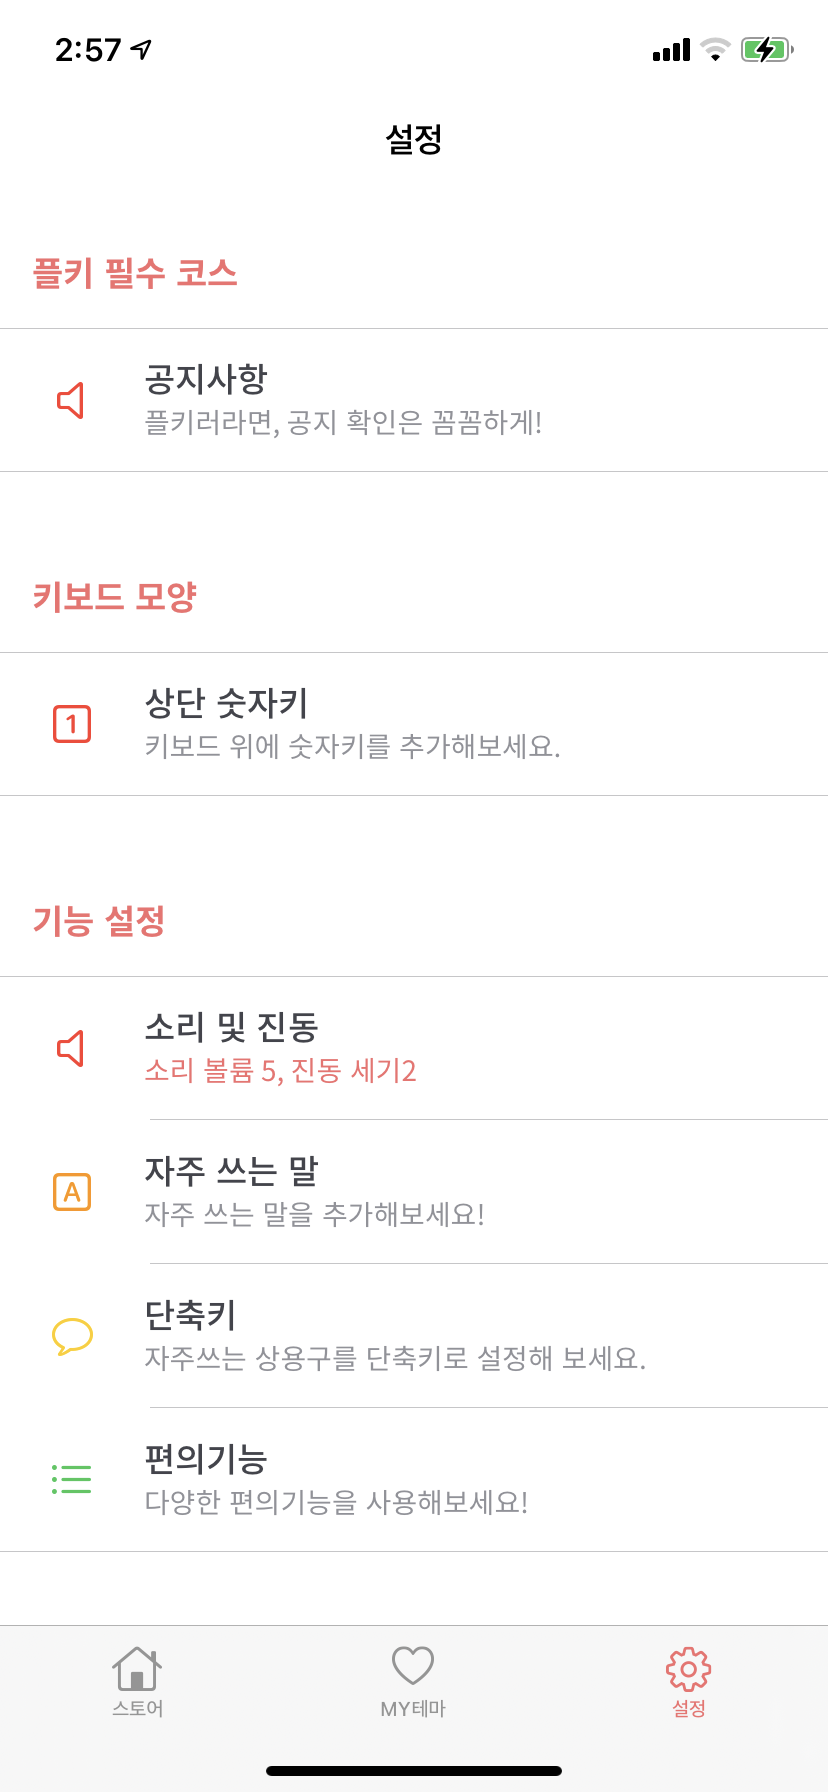 2:57
설정
플키 필수 코스
공지사항
플키러라면, 공지 확인은 꼼꼼하게!
키보드 모양
1
상단 숫자키
키보드 위에 숫자키를 추가해보세요.
기능 설정
소리 및 진동
소리 볼륨 5, 진동 세기2
A
자주 쓰는 말
자주 쓰는 말을 추가해보세요!
단축키
자주쓰는 상용구를 단축키로 설정해 보세요.
편의기능
다양한 편의기능을 사용해보세요!
스토어
MY테마
설정